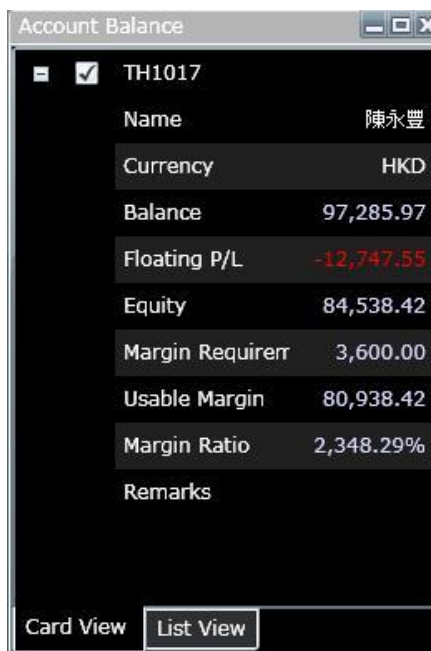 Account Balance
TH1017
Name 陳永豐
Currency HKD
Balance 97,285.97
Floating P/L -12,747.55
Equity 84,538.42
Margin Requirem 3,600.00
Usable Margin 80,938.42
Margin Ratio 2,348.29%
Remarks
Card View List View